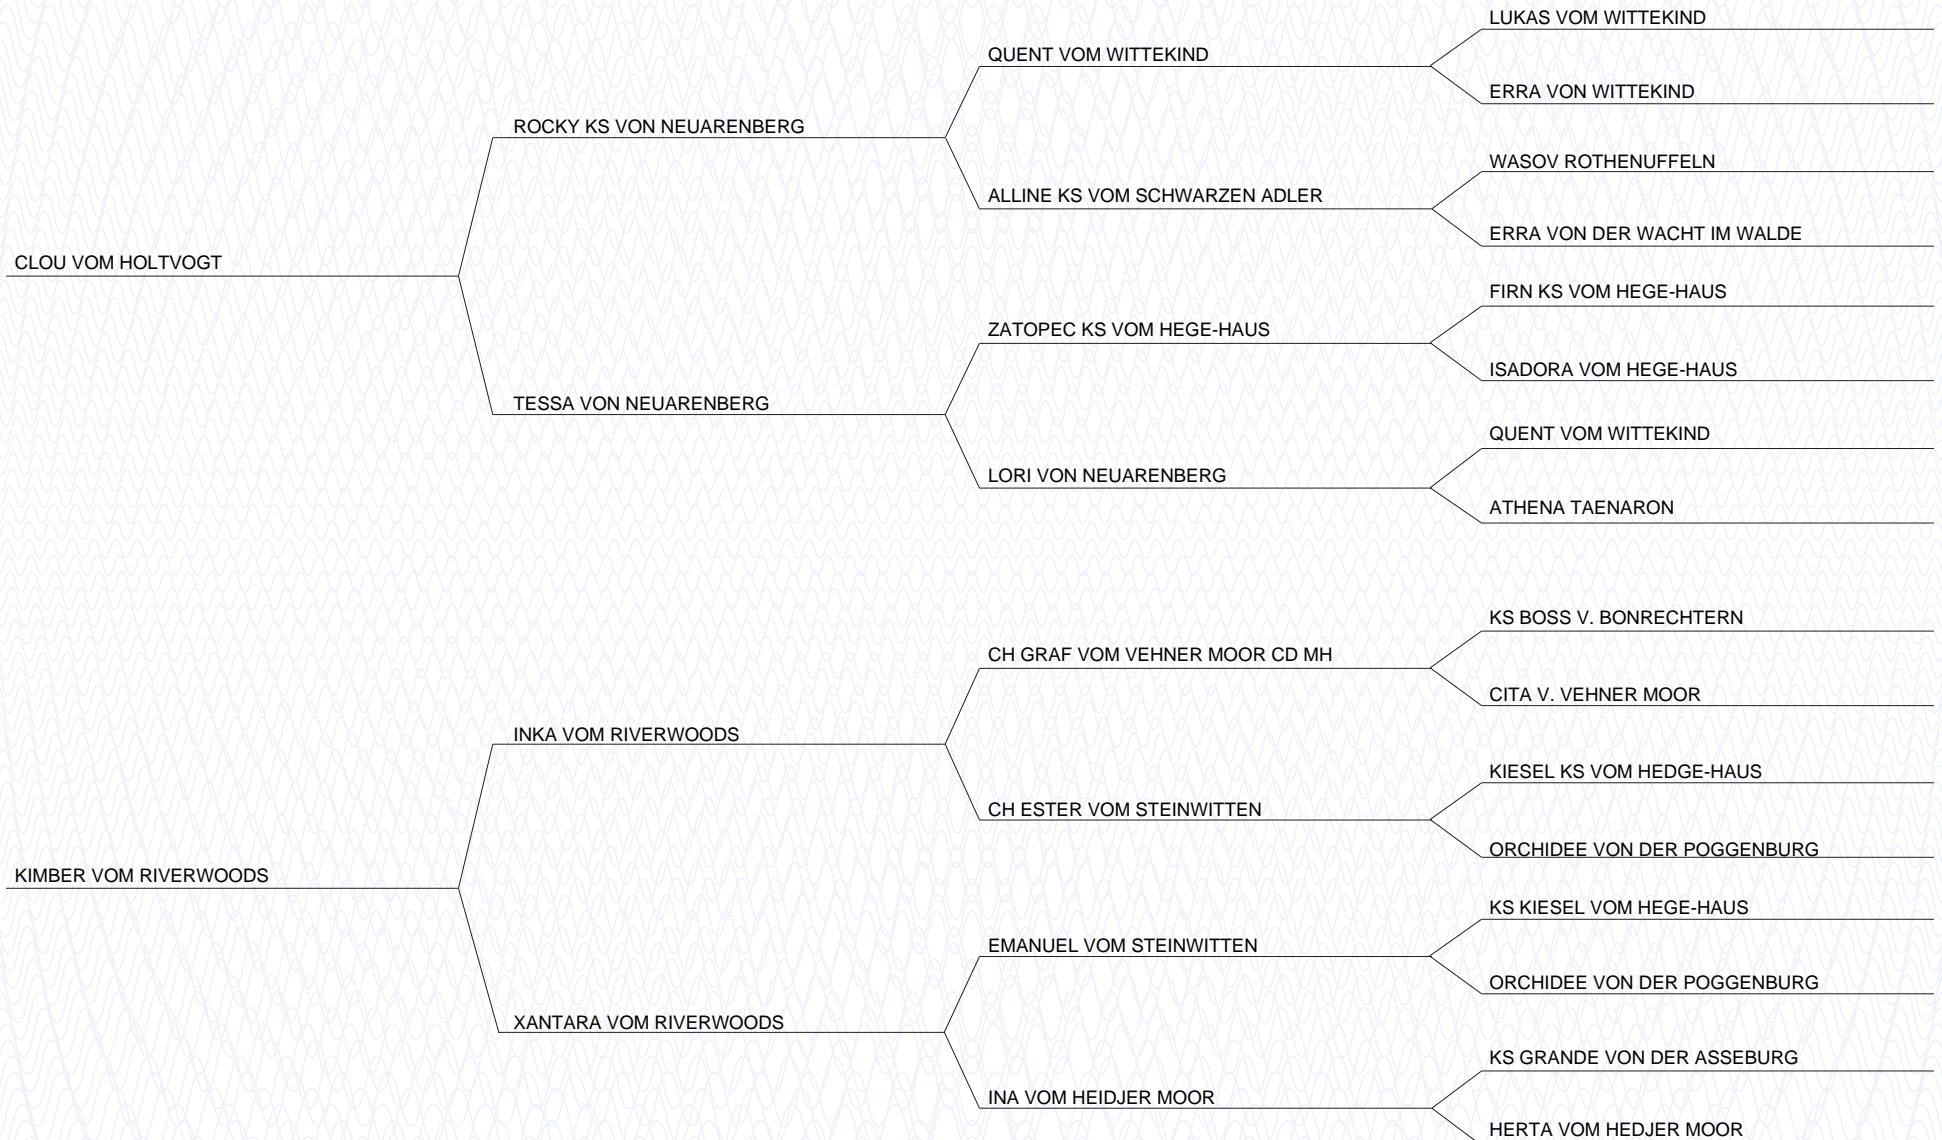 LUKAS VOM WITTEKIND
QUENT VOM WITTEKIND
ERRA VON WITTEKIND
ROCKY KS VON NEUARENBERG
WASOV ROTHENUFFELN
ALLINE KS VOM SCHWARZEN ADLER
ERRA VON DER WACHT IM WALDE
CLOU VOM HOLTVOGT
FIRN KS VOM HEGE-HAUS
ZATOPEC KS VOM HEGE-HAUS
ISADORA VOM HEGE-HAUS
TESSA VON NEUARENBERG
QUENT VOM WITTEKIND
LORI VON NEUARENBERG
ATHENA TAENARON
KS BOSS V. BONRECHTERN
CH GRAF VOM VEHNER MOOR CD MH
CITA V. VEHNER MOOR
INKA VOM RIVERWOODS
KIESEL KS VOM HEDGE-HAUS
CH ESTER VOM STEINWITTEN
ORCHIDEE VON DER POGGENBURG
KIMBER VOM RIVERWOODS
KS KIESEL VOM HEGE-HAUS
EMANUEL VOM STEINWITTEN
ORCHIDEE VON DER POGGENBURG
XANTARA VOM RIVERWOODS
KS GRANDE VON DER ASSEBURG
INA VOM HEIDJER MOOR
HERTA VOM HEDJER MOOR